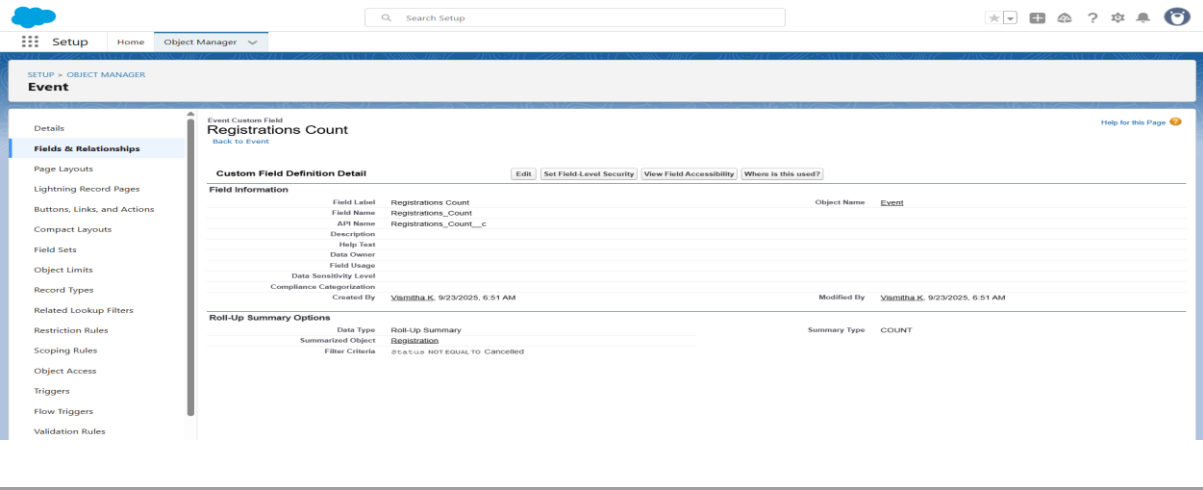 Search Setup
Setup Home Object Manager
SETUP > OBJECT MANAGER
Event
Details
Fields & Relationships
Page Layouts
Lightning Record Pages
Buttons, Links, and Actions
Compact Layouts
Field Sets
Object Limits
Record Types
Related Lookup Filters
Restriction Rules
Scoping Rules
Object Access
Triggers
Flow Triggers
Validation Rules
Event Custom Field
Registrations Count
Back to Event
Help for this Page ?
Custom Field Definition Detail Edit Set Field-Level Security View Field Accessibility Where is this used?
Field Information
Field Label Registrations Count Object Name Event
Field Name Registrations_Count
API Name Registrations_Count__c
Description
Help Text
Data Owner
Field Usage
Data Sensitivity Level
Compliance Categorization
Created By Vismitha K, 9/23/2025, 6:51 AM Modified By Vismitha K, 9/23/2025, 6:51 AM
Roll-Up Summary Options
Data Type Roll-Up Summary Summary Type COUNT
Summarized Object Registration
Filter Criteria Status NOT EQUAL TO Cancelled